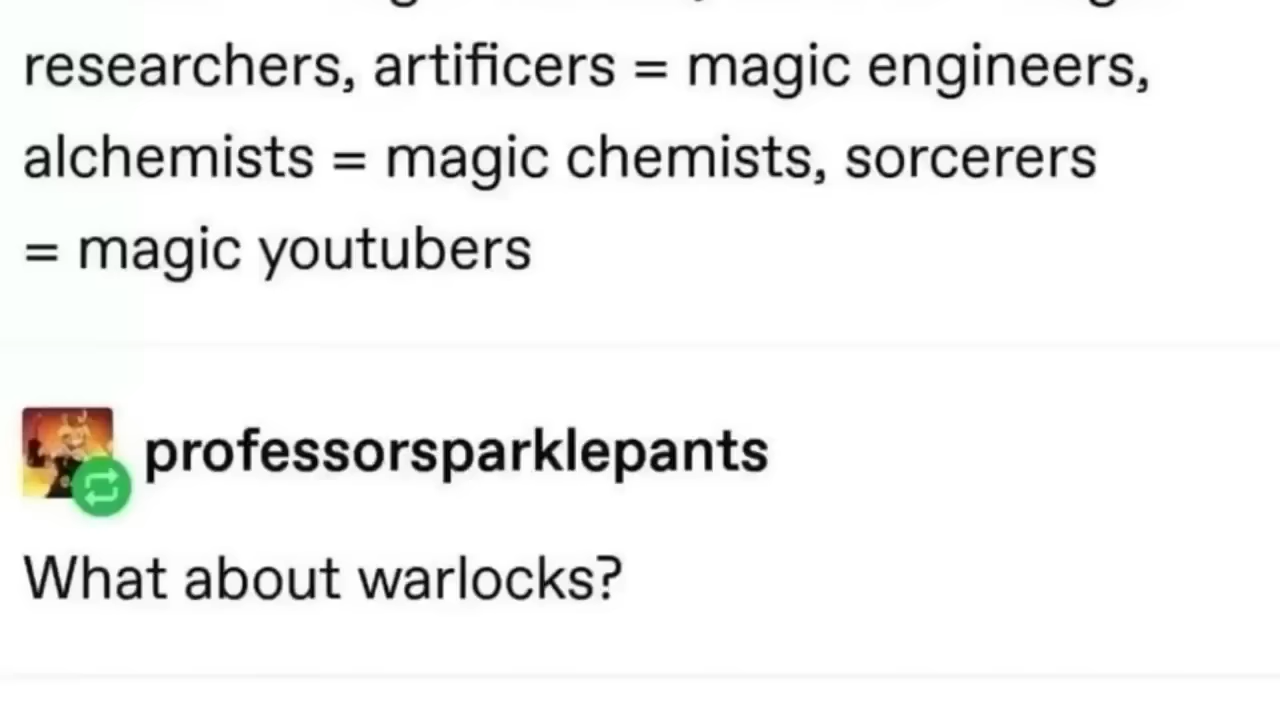 researchers, artificers = magic engineers,
alchemists = magic chemists, sorcerers
= magic youtubers
professorsparklepants
What about warlocks?